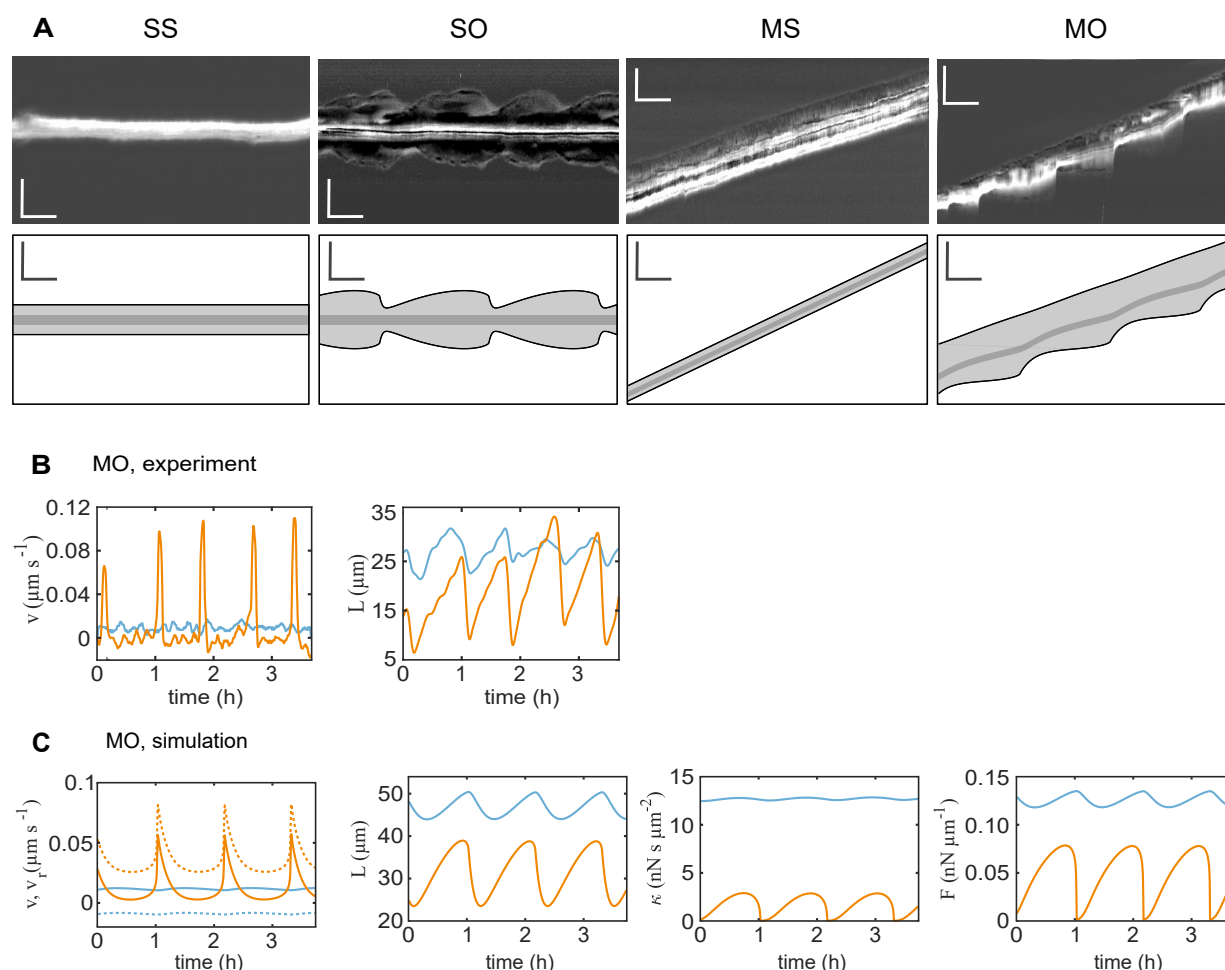 A SS SO MS MO
B MO, experiment
0.12
0.08
0.04
0
v (µm s -1)
0 1 2 3
time (h)
35
25
15
5
L (µm)
0 1 2 3
time (h)
C MO, simulation
0.1
0.05
0
v, vr(µm s-1)
0 1 2 3
time (h)
50
40
30
20
L (µm)
0 1 2 3
time (h)
15
10
5
0
κ (nN s µm-2)
0 1 2 3
time (h)
0.15
0.10
0.05
0
F (nN µm-1)
0 1 2 3
time (h)